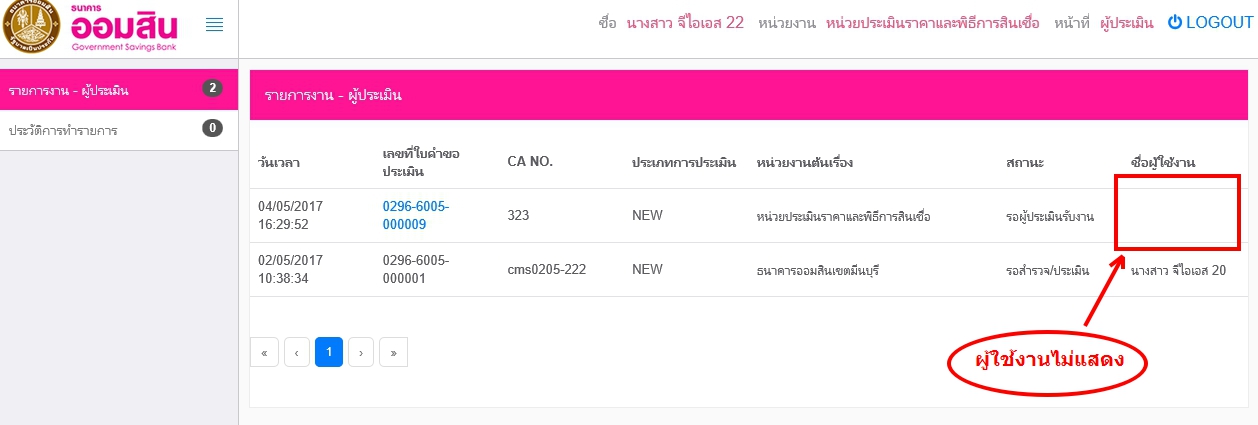 ธนาคาร
ออมสิน
Government Savings Bank
ชื่อ นางสาว จีไอเอส 22 หน่วยงาน หน่วยประเมินราคาและพิธีการสินเชื่อ หน้าที่ ผู้ประเมิน LOGOUT
รายการงาน - ผู้ประเมิน 2
ประวัติการทำรายการ 0
รายการงาน - ผู้ประเมิน
วันเวลา เลขที่ใบคำขอ CA NO. ประเภทการประเมิน หน่วยงานต้นเรื่อง สถานะ ชื่อผู้ใช้งาน
ประเมิน
04/05/2017 0296-6005- 323 NEW หน่วยประเมินราคาและพิธีการสินเชื่อ รอผู้ประเมินรับงาน
16:29:52 000009
02/05/2017 0296-6005- cms0205-222 NEW ธนาคารออมสินเขตมีนบุรี รอสำรวจ/ประเมิน นางสาว จีไอเอส 20
10:38:34 000001
« ‹ 1 › »
ผู้ใช้งานไม่แสดง